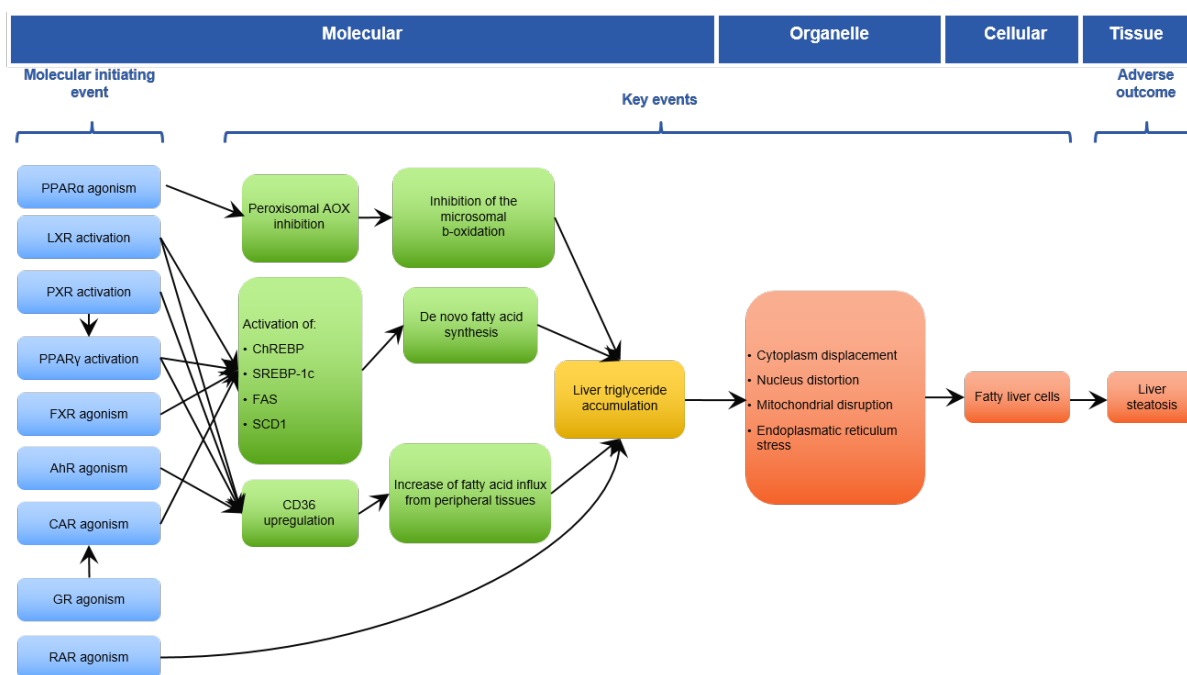 Molecular
Organelle
Cellular
Tissue
Molecular initiating
event
Key events
Adverse
outcome
PPARα agonism
LXR activation
PXR activation
PPARγ activation
FXR agonism
AhR agonism
CAR agonism
GR agonism
RAR agonism
Peroxisomal AOX
inhibition
Inhibition of the
microsomal
b-oxidation
Activation of:
• ChREBP
• SREBP-1c
• FAS
• SCD1
De novo fatty acid
synthesis
CD36
upregulation
Increase of fatty acid influx
from peripheral tissues
Liver triglyceride
accumulation
• Cytoplasm displacement
• Nucleus distortion
• Mitochondrial disruption
• Endoplasmatic reticulum
stress
Fatty liver cells
Liver
steatosis